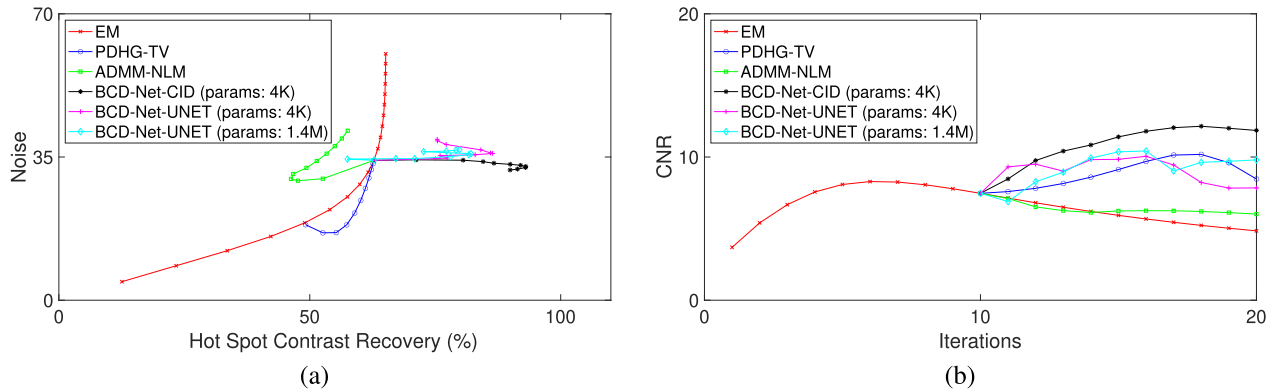 70
35
0
Noise
EM
PDHG-TV
ADMM-NLM
BCD-Net-CID (params: 4K)
BCD-Net-UNET (params: 4K)
BCD-Net-UNET (params: 1.4M)
0 50 100
Hot Spot Contrast Recovery (%)
(a)
20
10
0
CNR
EM
PDHG-TV
ADMM-NLM
BCD-Net-CID (params: 4K)
BCD-Net-UNET (params: 4K)
BCD-Net-UNET (params: 1.4M)
0 10 20
Iterations
(b)